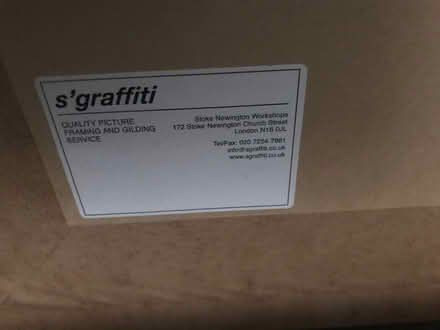 s'graffiti
QUALITY PICTURE
FRAMING AND GILDING
SERVICE
Stoke Newington Workshops
172 Stoke Newington Church Street
London N16 0JL
Tel/Fax: 020 7254 7961
info@sgraffiti.co.uk
www.sgraffiti.co.uk